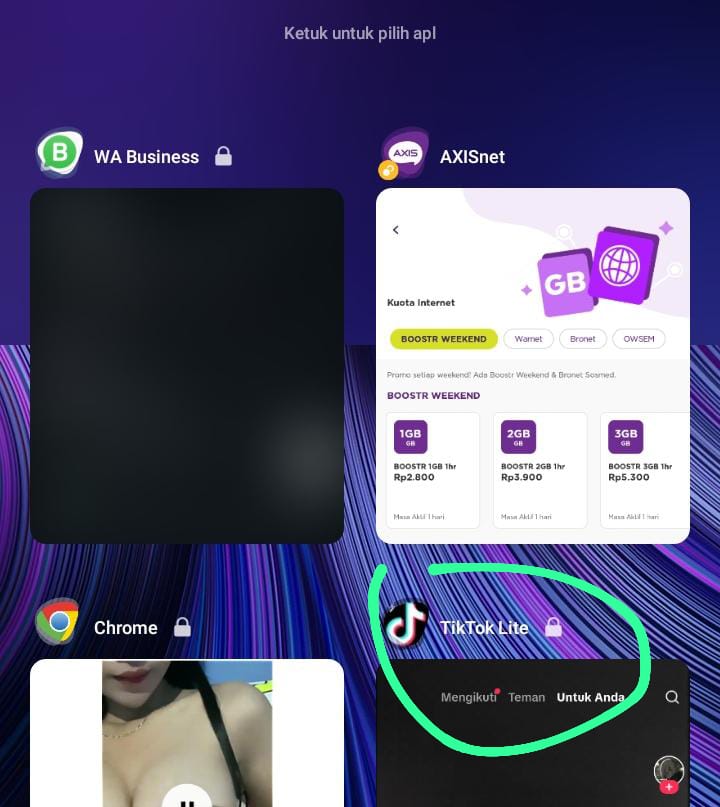 Ketuk untuk pilih apl
WA Business
AXIS
AXISnet
GB
Kuota Internet
BOOSTR WEEKEND
Warnet
Bronet
OWSEM
Promo setiap weekend! Ada Boostr Weekend & Bronet Sosmed.
BOOSTR WEEKEND
1GB
GB
BOOSTR 1GB 1hr
Rp2.800
Masa Aktif 1 hari
2GB
GB
BOOSTR 2GB 1hr
Rp3.900
Masa Aktif 1 hari
3GB
GB
BOOSTR 3GB 1hr
Rp5.300
Masa Aktif 1 hari
Chrome
TikTok Lite
Mengikuti
Teman
Untuk Anda